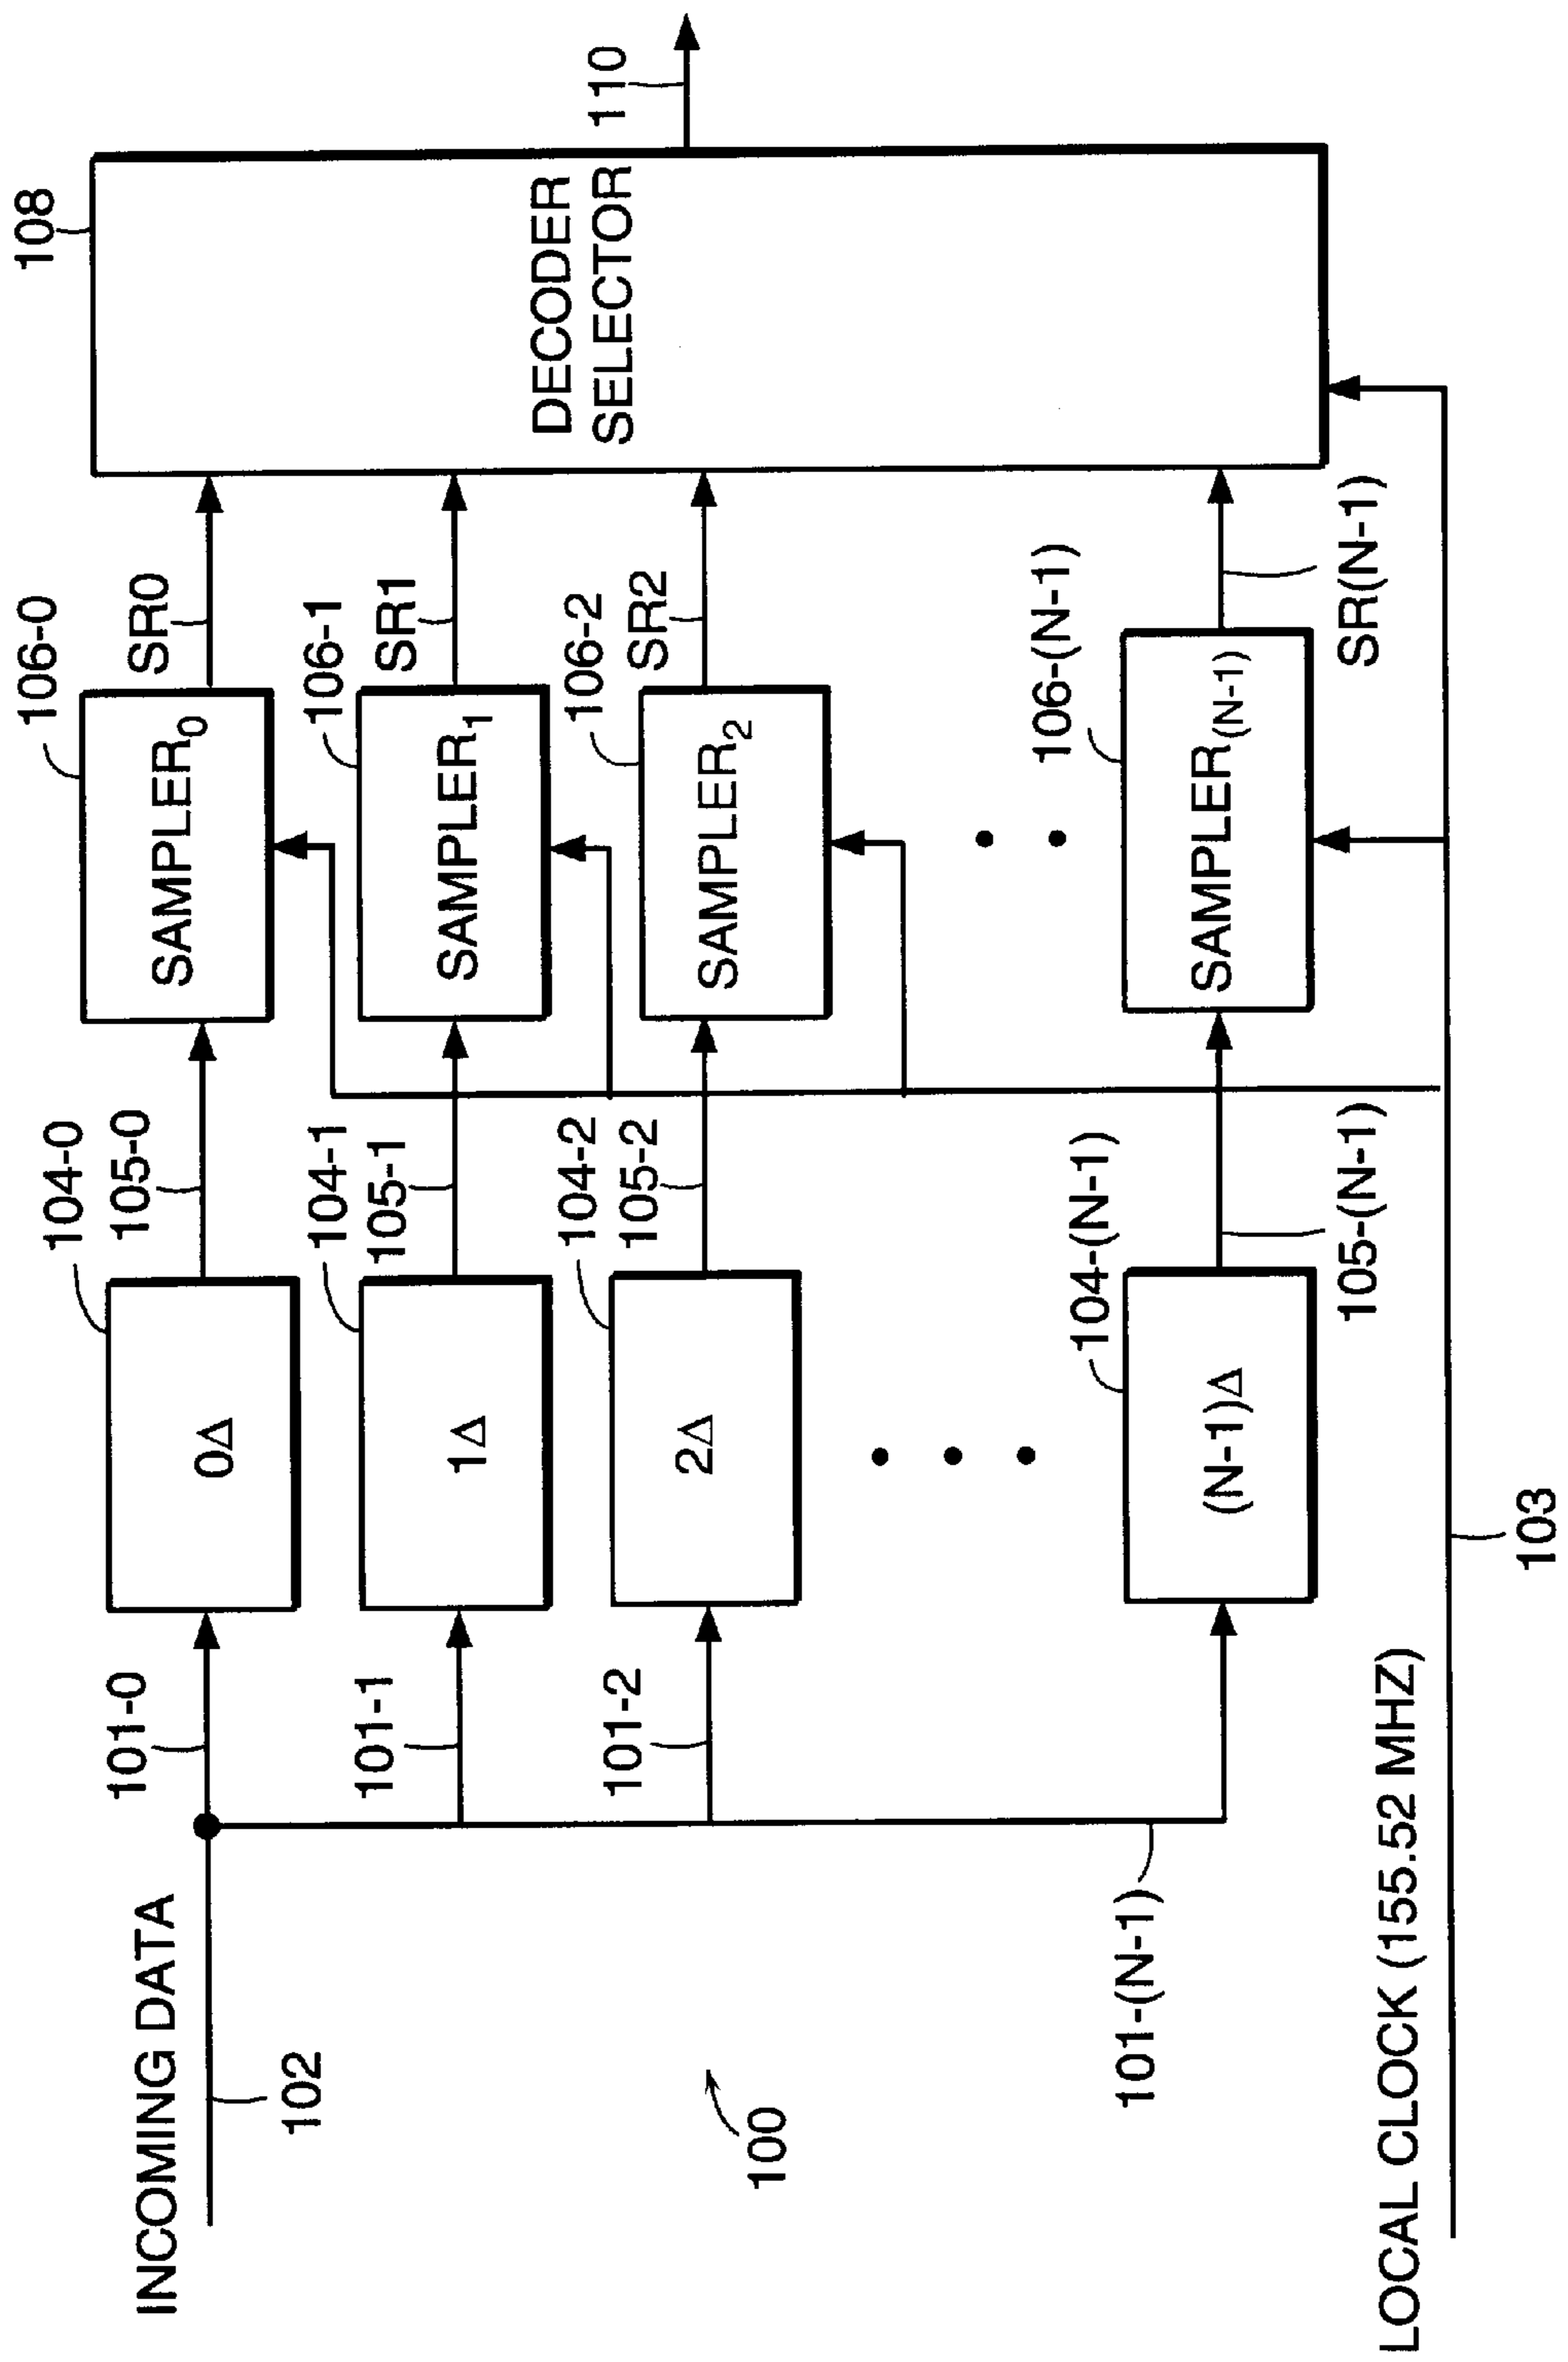 108
106-0
SR0
104-0
105-0
101-0
INCOMING DATA
102
0Δ
SAMPLER0
106-1
SR1
104-1
105-1
101-1
1Δ
SAMPLER1
106-2
SR2
104-2
105-2
101-2
2Δ
SAMPLER2
DECODER
SELECTOR
110
100
106-(N-1)
104-(N-1)
101-(N-1)
(N-1)Δ
SAMPLER(N-1)
105-(N-1)
SR(N-1)
LOCAL CLOCK (155.52 MHZ)
103